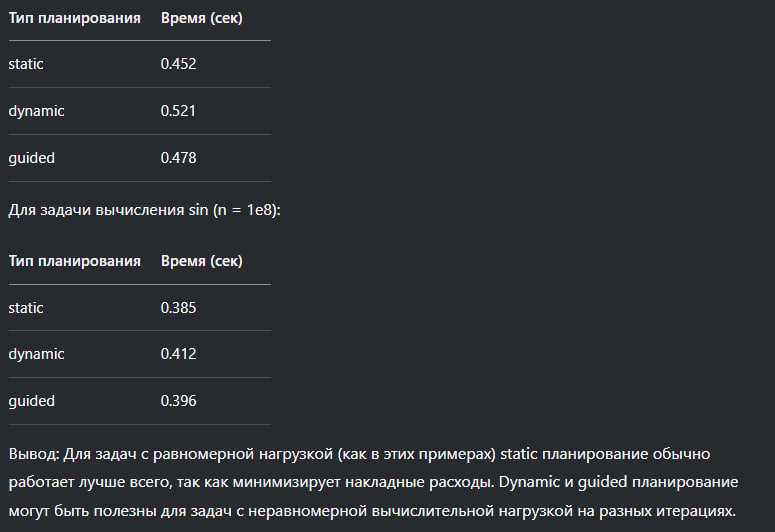 Тип планирования Время (сек)
static 0.452
dynamic 0.521
guided 0.478
Для задачи вычисления sin (n = 1e8):
Тип планирования Время (сек)
static 0.385
dynamic 0.412
guided 0.396
Вывод: Для задач с равномерной нагрузкой (как в этих примерах) static планирование обычно
работает лучше всего, так как минимизирует накладные расходы. Dynamic и guided планирование
могут быть полезны для задач с неравномерной вычислительной нагрузкой на разных итерациях.